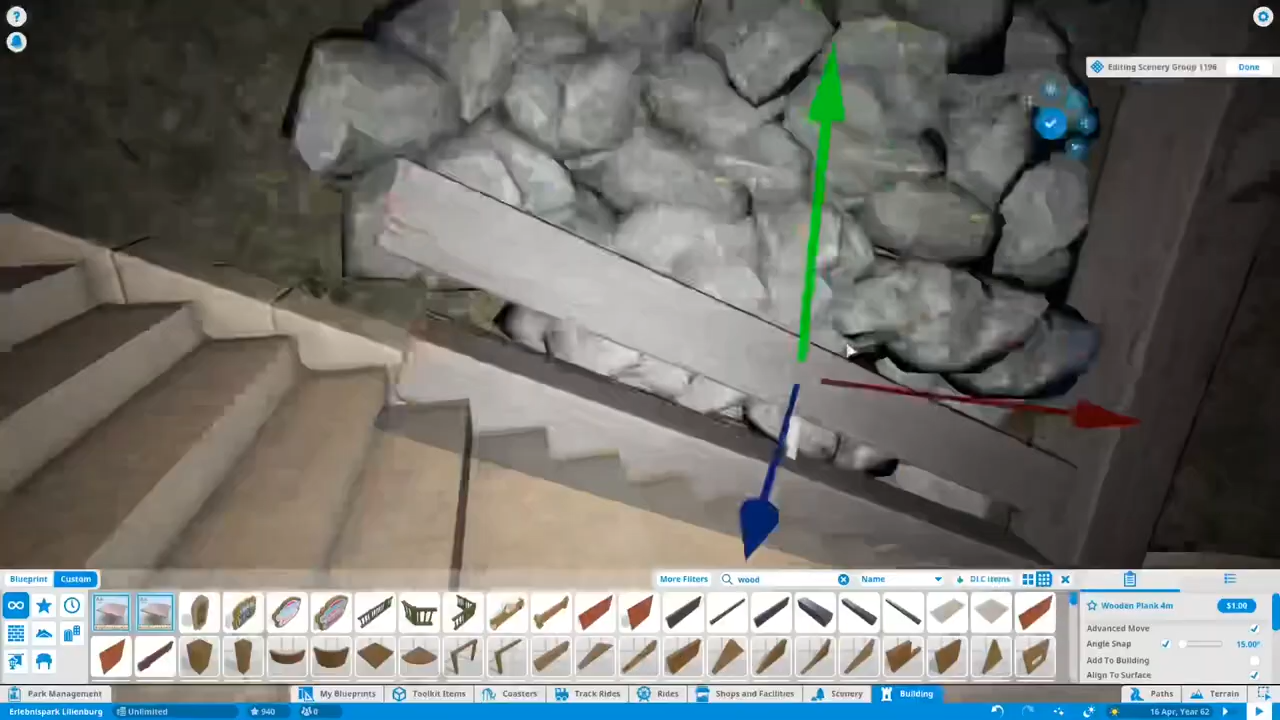 ?
Editing Scenery Group 1196 Done
Blueprint Custom More Filters wood Name DLC Items
Wooden Plank 4m $1.00
Advanced Move
Angle Snap 15.00°
Add To Building
Align To Surface
Park Management My Blueprints Toolkit Items Coasters Track Rides Rides Shops and Facilities Scenery Building Paths Terrain
Erlebnispark Lilienburg Unlimited 940 0 16 Apr, Year 62